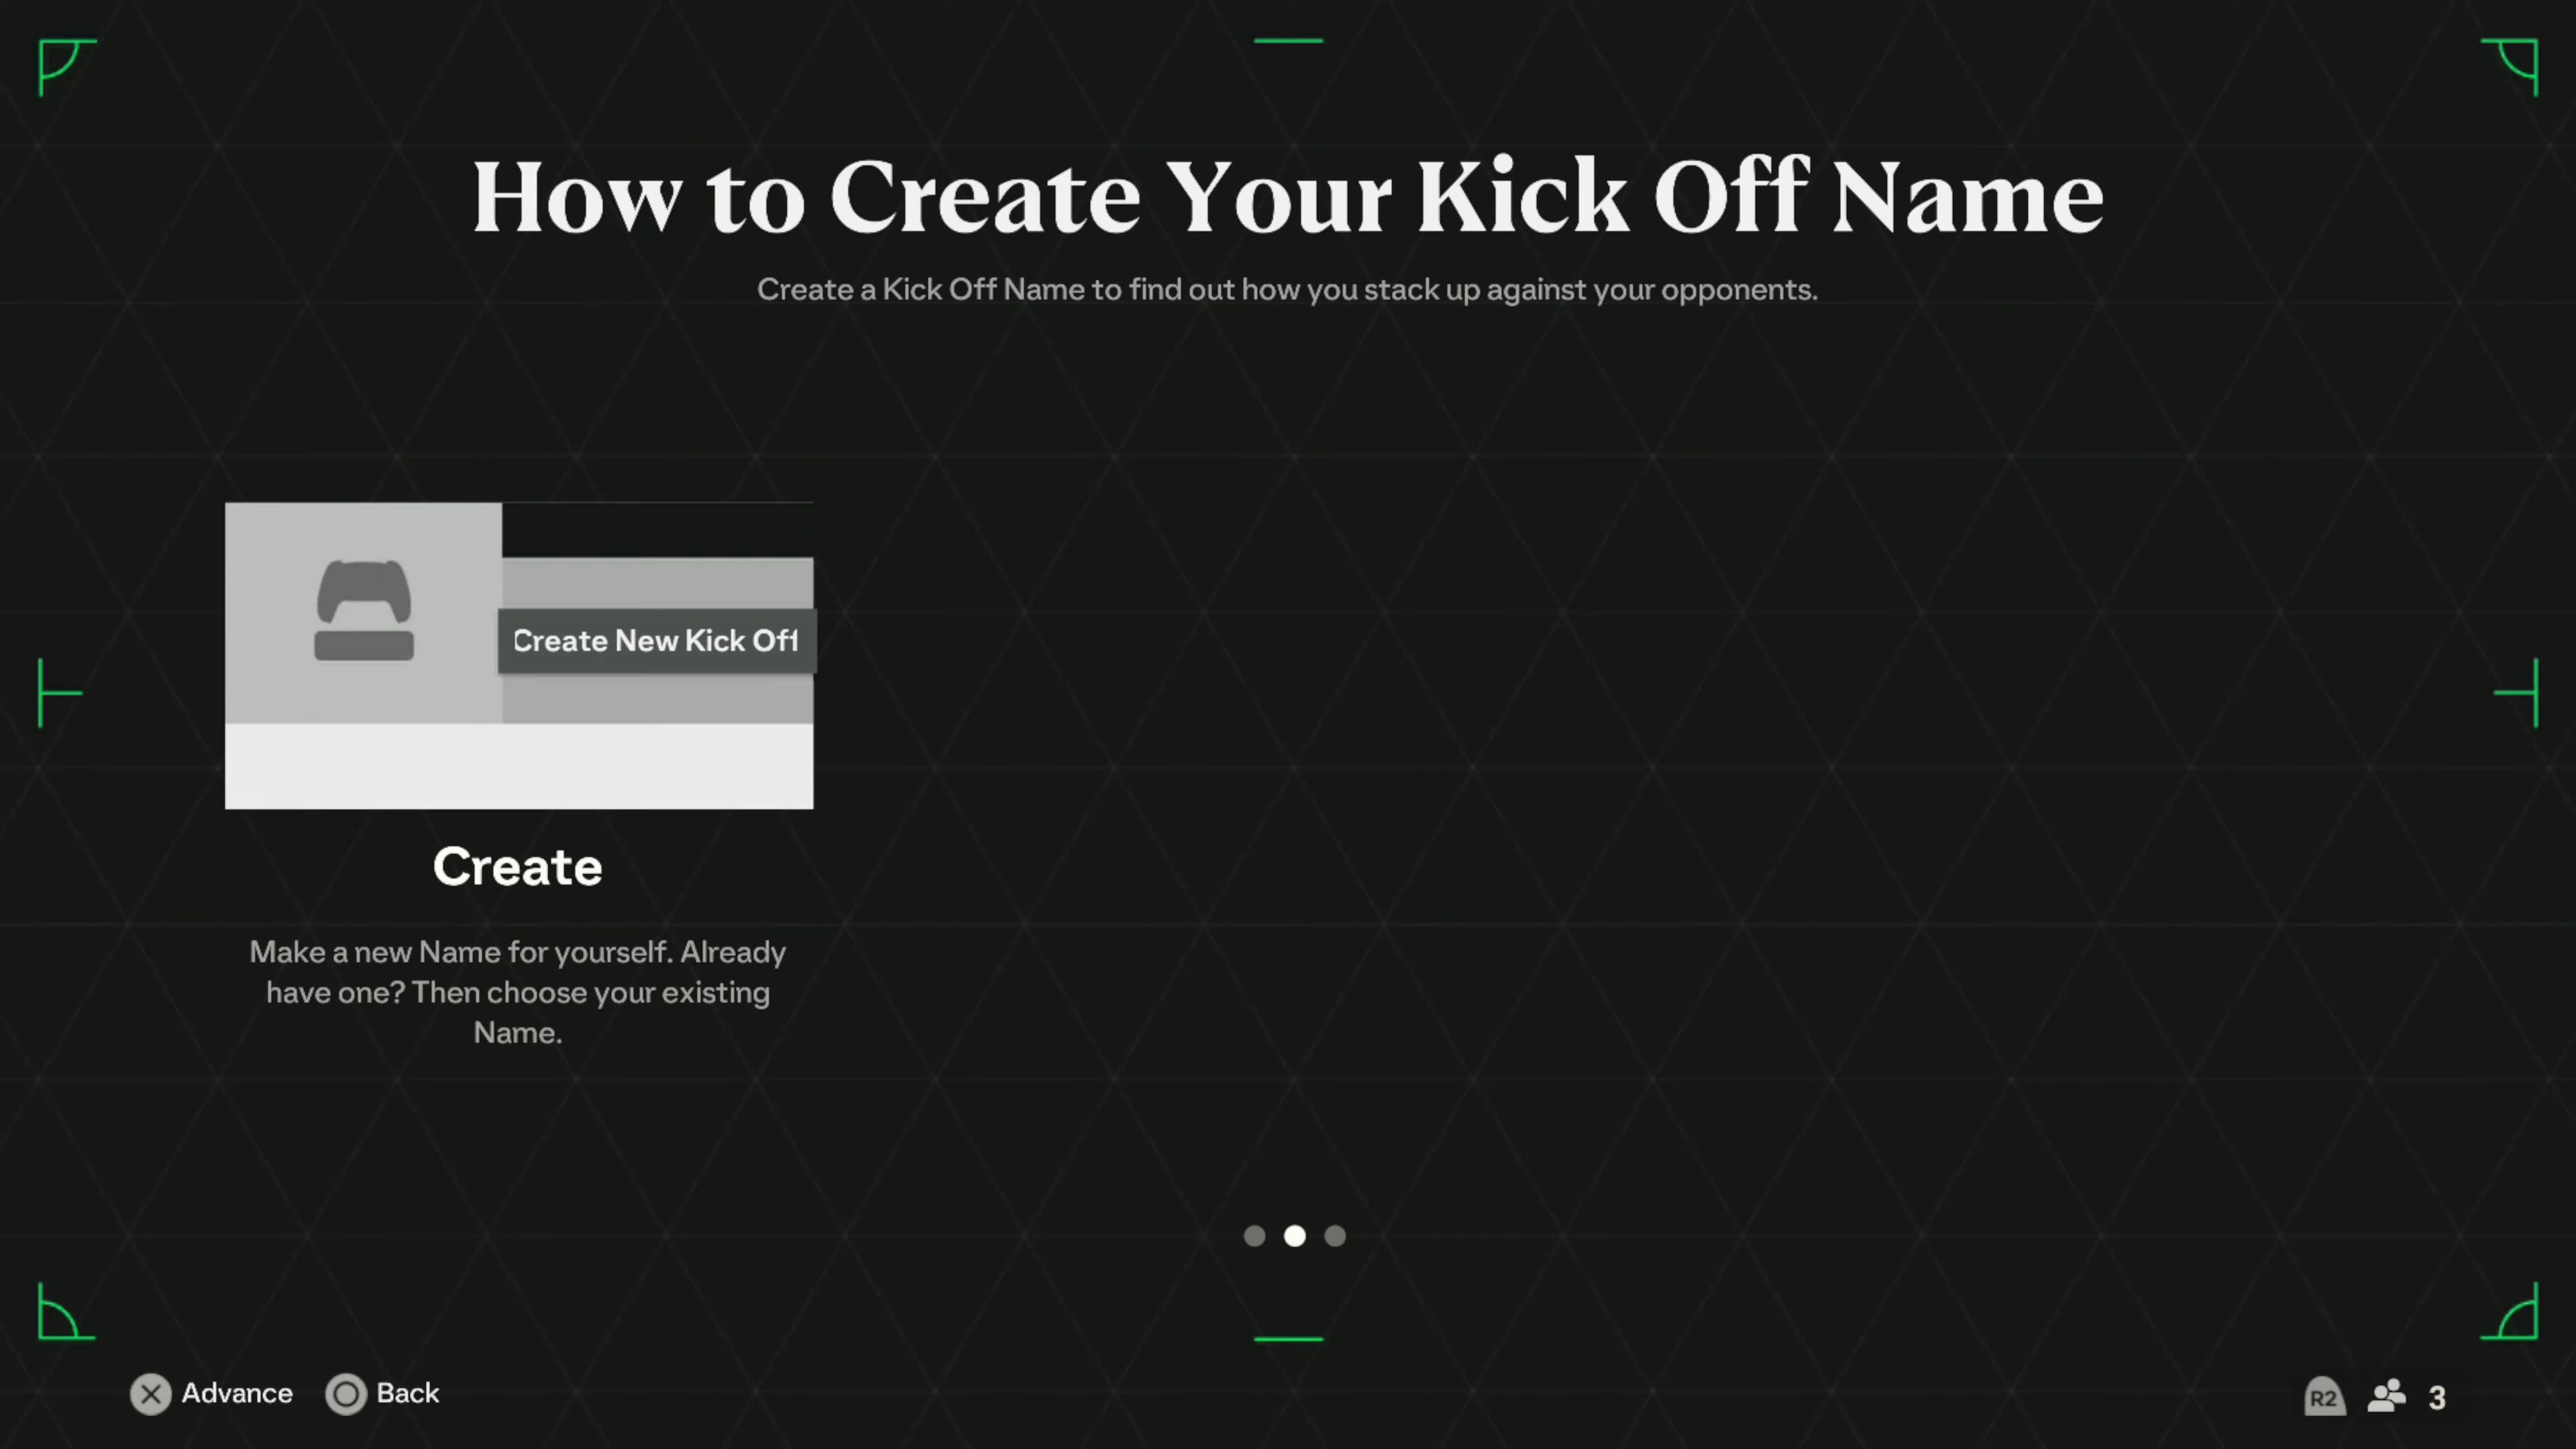 How to Create Your Kick Off Name
Create a Kick Off Name to find out how you stack up against your opponents.
Create New Kick Off
Create
Make a new Name for yourself. Already
have one? Then choose your existing
Name.
Advance
Back
R2
3